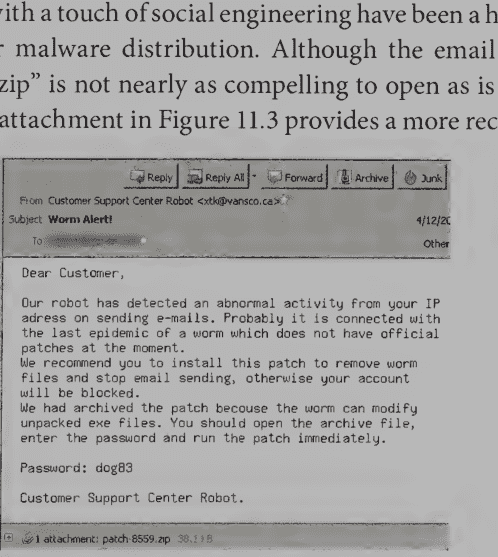 with a touch of social engineering have been a h
r malware distribution. Although the email
zip” is not nearly as compelling to open as is
attachment in Figure 11.3 provides a more rec
Reply Reply All Forward Archive Junk
From Customer Support Center Robot <xtk@vansco.ca>
Subject Worm Alert! 4/12/20
To Other
Dear Customer,
Our robot has detected an abnormal activity from your IP
adress on sending e-mails. Probably it is connected with
the last epidemic of a worm which does not have official
patches at the moment.
We recommend you to install this patch to remove worm
files and stop email sending, otherwise your account
will be blocked.
We had archived the patch becouse the worm can modify
unpacked exe files. You should open the archive file,
enter the password and run the patch immediately.
Password: dog83
Customer Support Center Robot.
1 attachment: patch-8559.zip